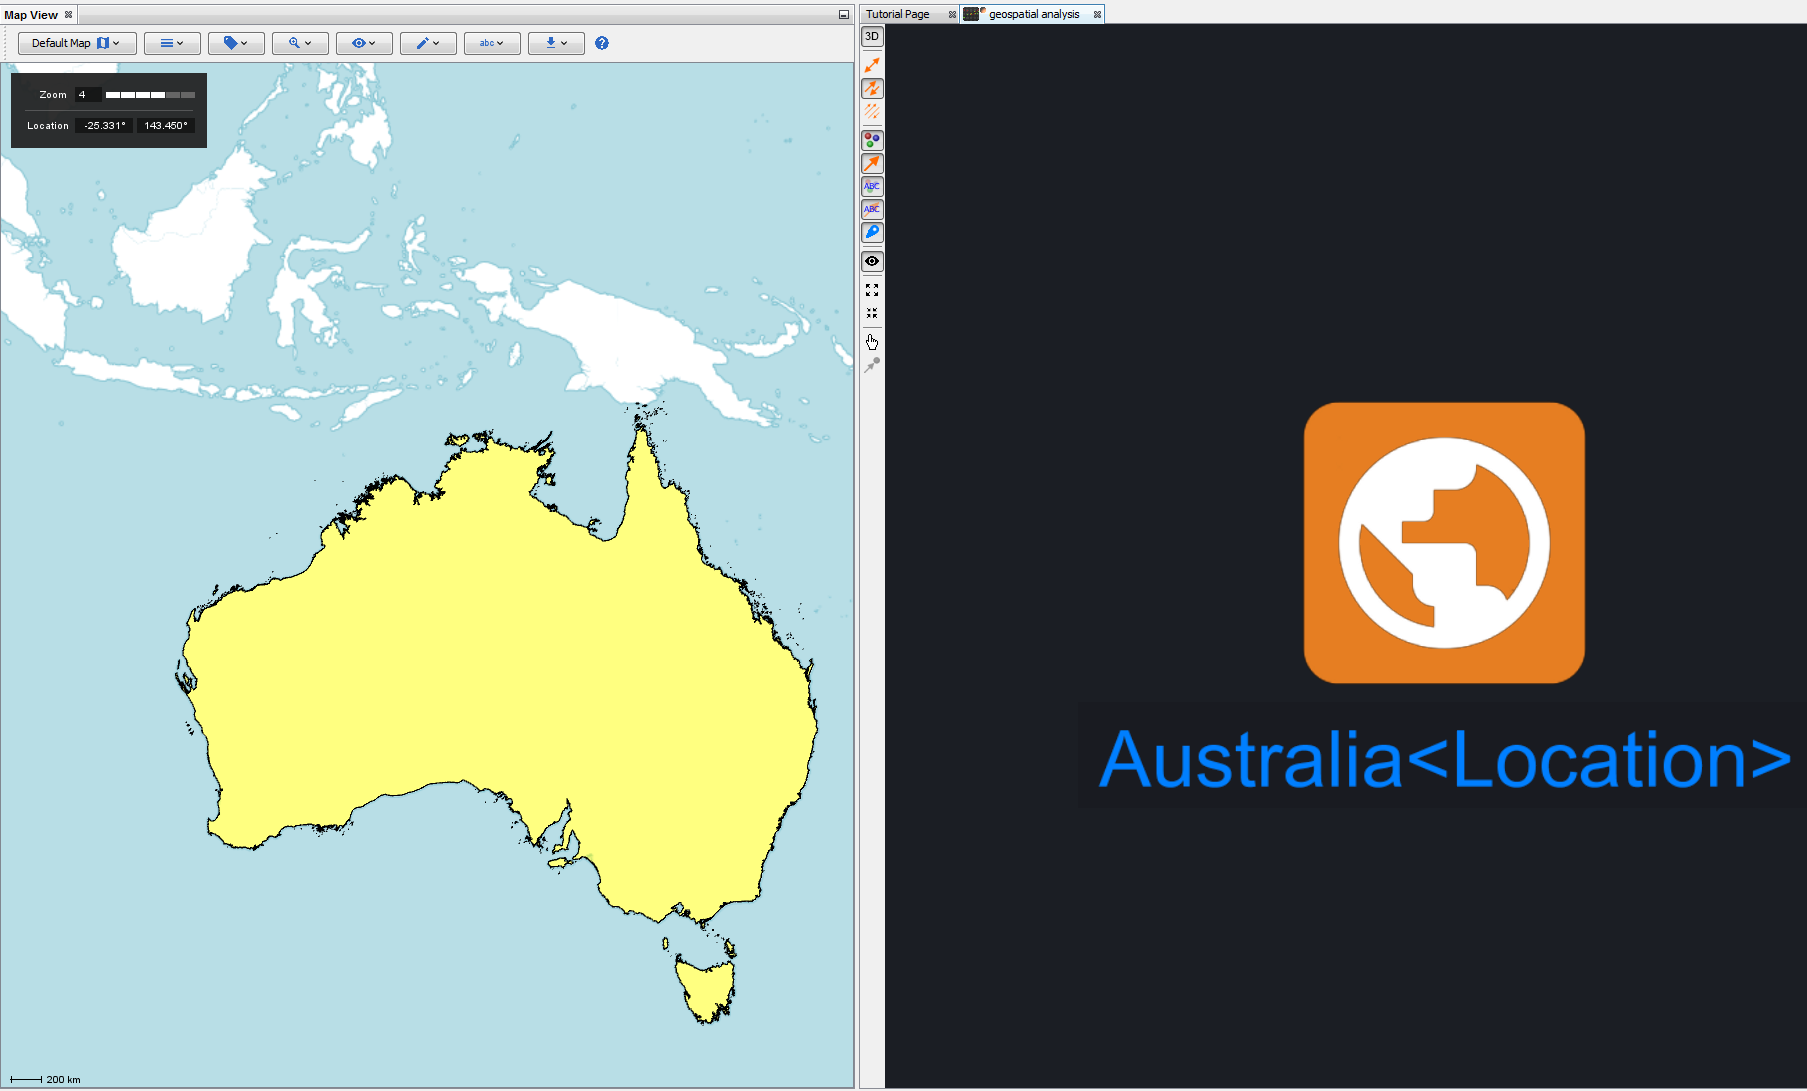 Map View
Tutorial Page
geospatial analysis
Default Map
abc
3D
Zoom 4
Location -25.331° 143.450°
ABC
ABC
Australia<Location>
200 km